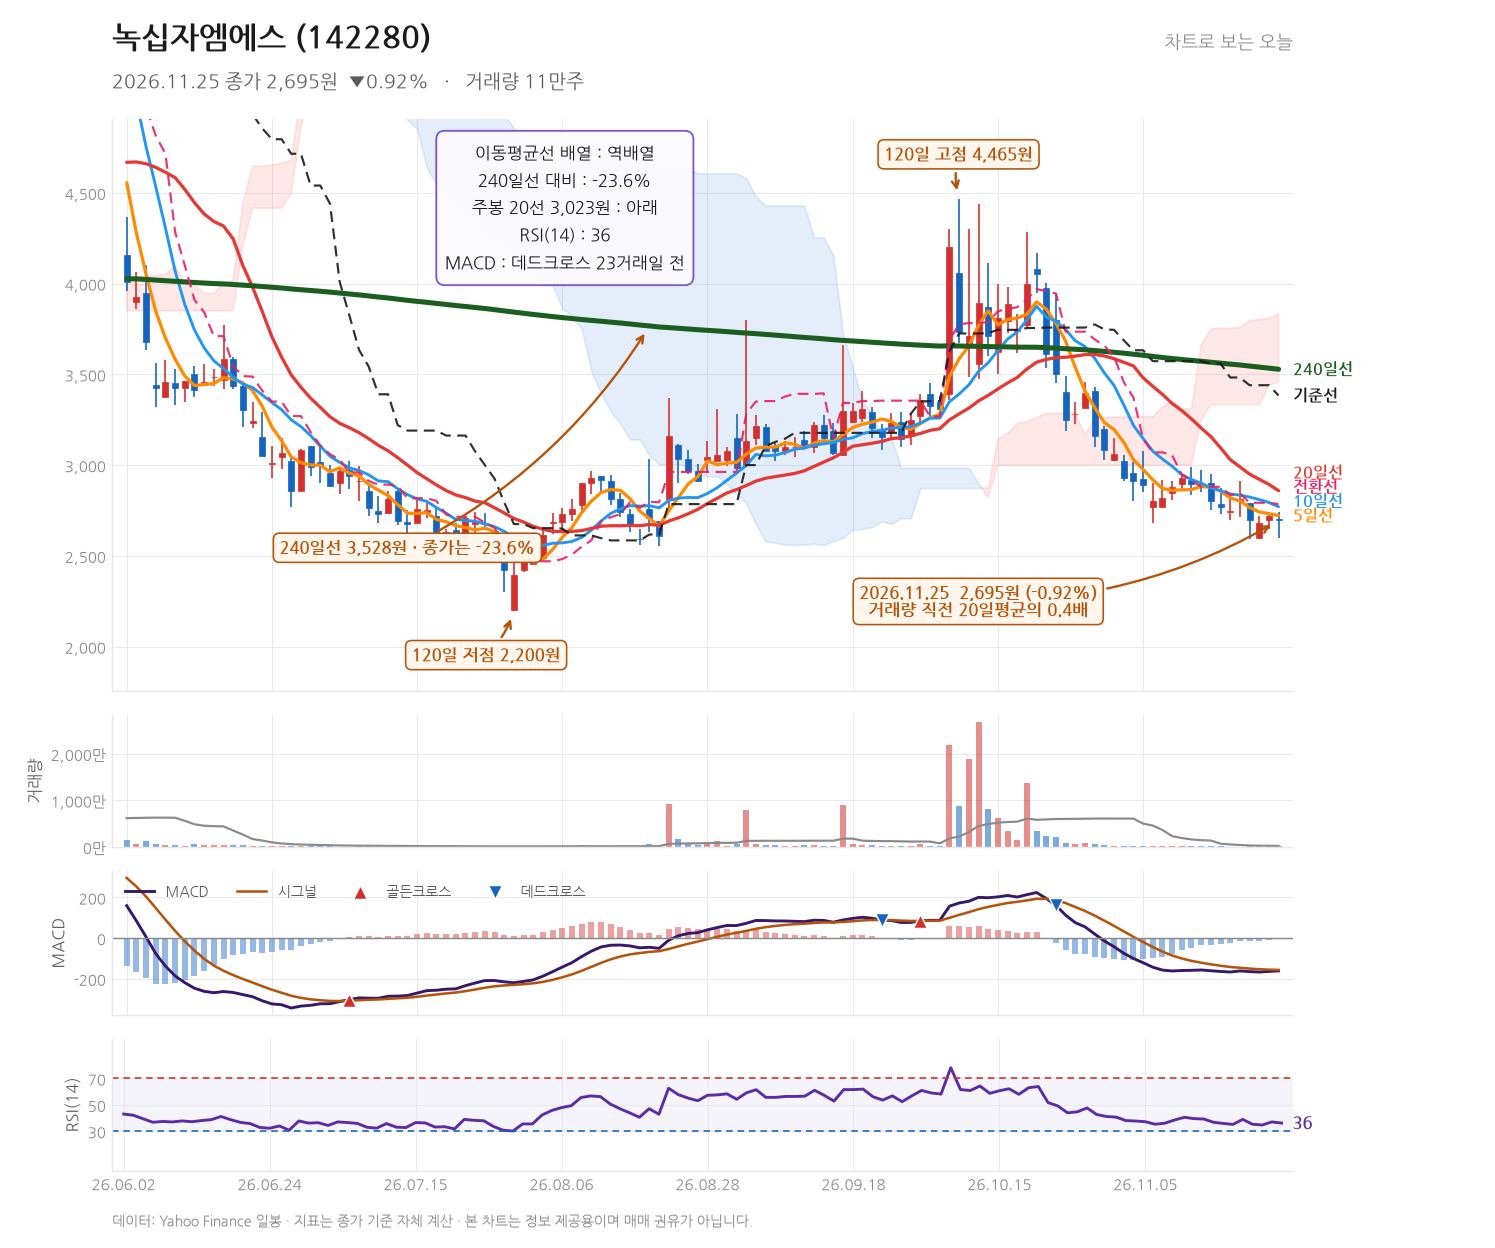 녹십자엠에스 (142280)
차트로 보는 오늘
2026.11.25 종가 2,695원 ▼0.92% · 거래량 11만주
이동평균선 배열 : 역배열
240일선 대비 : -23.6%
주봉 20선 3,023원 : 아래
RSI(14) : 36
MACD : 데드크로스 23거래일 전
120일 고점 4,465원
4,500
4,000
3,500
3,000
2,500
2,000
240일선
기준선
20일선
전환선
10일선
5일선
240일선 3,528원 · 종가는 -23.6%
2026.11.25 2,695원 (-0.92%)
거래량 직전 20일평균의 0.4배
120일 저점 2,200원
거래량
2,000만
1,000만
0만
MACD
MACD
시그널
골든크로스
데드크로스
200
0
-200
RSI(14)
70
50
30
36
26.06.02
26.06.24
26.07.15
26.08.06
26.08.28
26.09.18
26.10.15
26.11.05
데이터: Yahoo Finance 일봉 · 지표는 종가 기준 자체 계산 · 본 차트는 정보 제공용이며 매매 권유가 아닙니다.